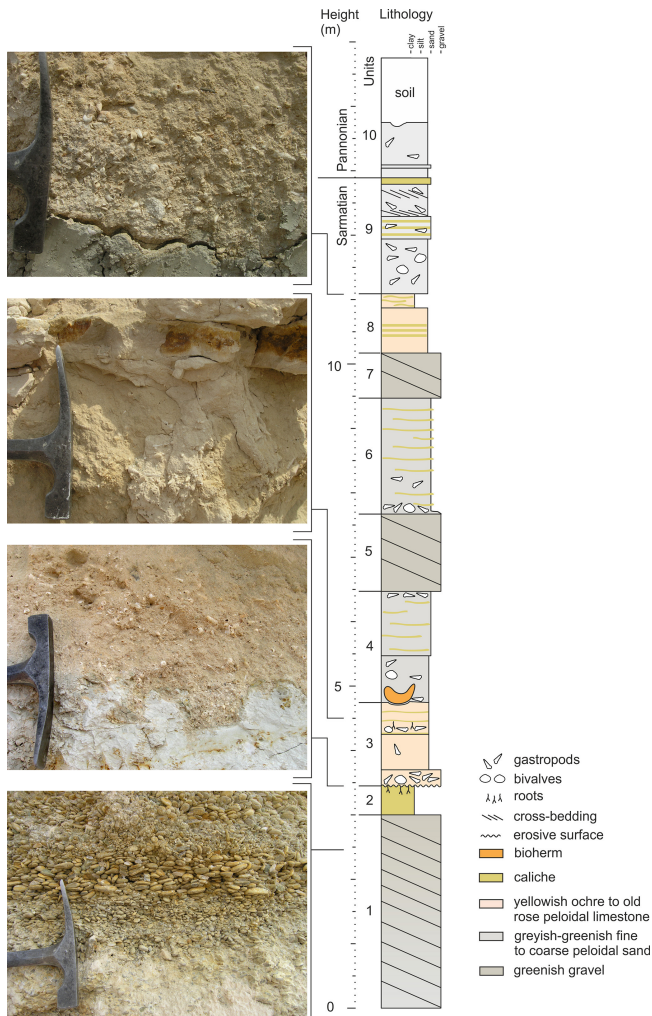 Height
(m)
Lithology
clay
silt
sand
gravel
Units
soil
Pannonian
10
Sarmatian
9
8
10
7
6
5
4
5
3
2
1
0
gastropods
bivalves
roots
cross-bedding
erosive surface
bioherm
caliche
yellowish ochre to old
rose peloidal limestone
greyish-greenish fine
to coarse peloidal sand
greenish gravel